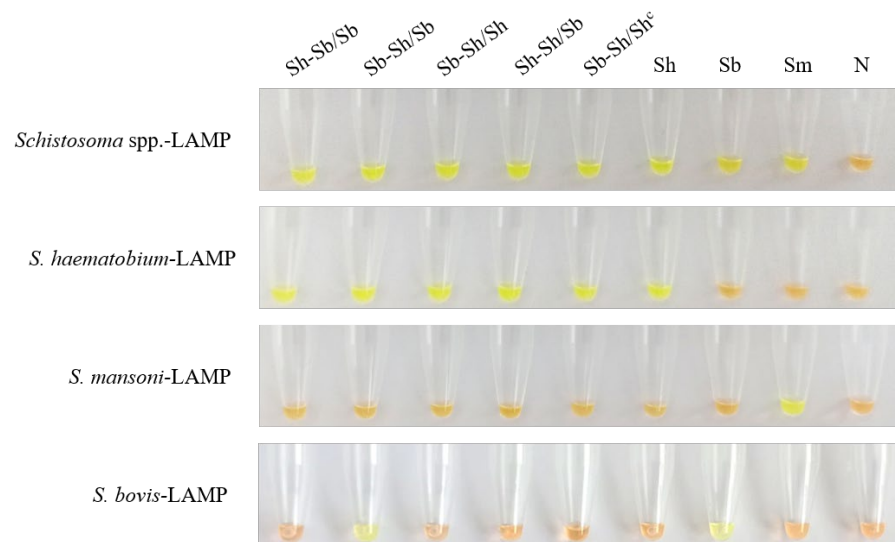 Sh-Sb/Sb Sb-Sh/Sb Sb-Sh/Sh Sh-Sh/Sb Sb-Sh/Shᶜ Sh Sb Sm N
Schistosoma spp.-LAMP
S. haematobium-LAMP
S. mansoni-LAMP
S. bovis-LAMP